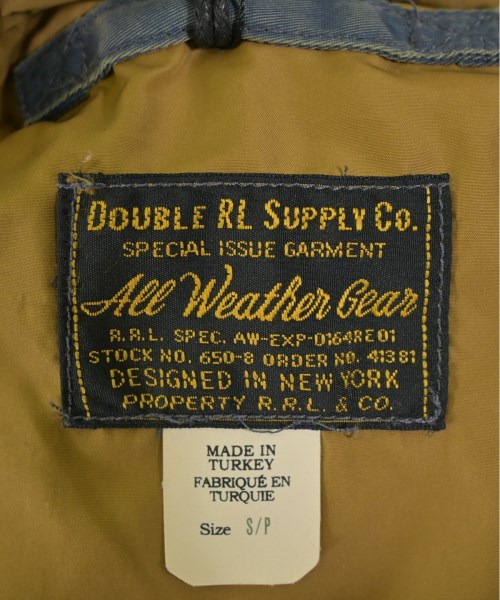 DOUBLE RL SUPPLY CO.
SPECIAL ISSUE GARMENT
All Weather Gear
R.R.L. SPEC. AW-EXP-0164RE01
STOCK NO. 650-8 ORDER NO. 41381
DESIGNED IN NEW YORK
PROPERTY R.R.L. & CO.
MADE IN
TURKEY
FABRIQUÉ EN
TURQUIE
Size S/P